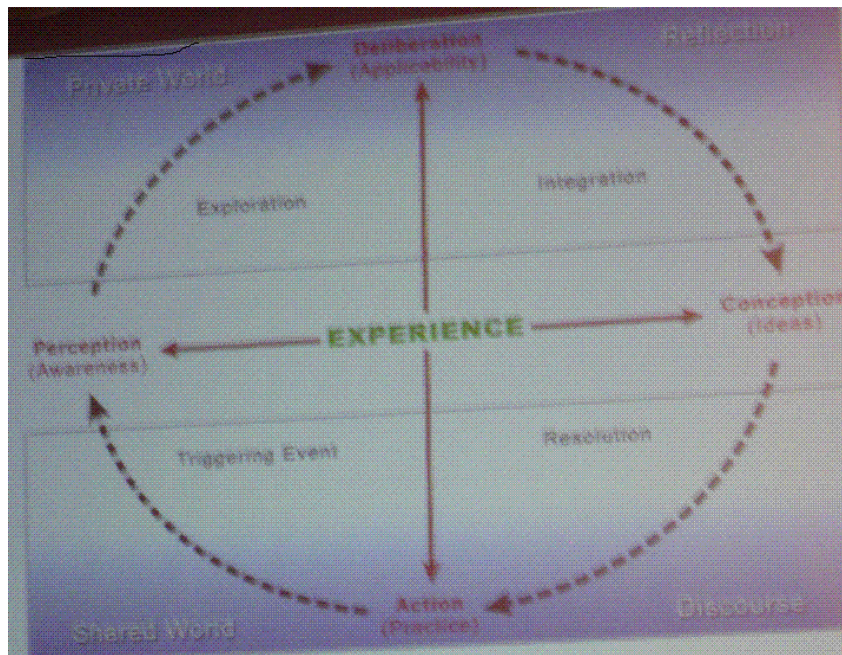 Deliberation
(Applicability)
Private World
Reflection
Exploration
Integration
EXPERIENCE
Conception
(Ideas)
Perception
(Awareness)
Triggering Event
Resolution
Action
(Practice)
Shared World
Discourse